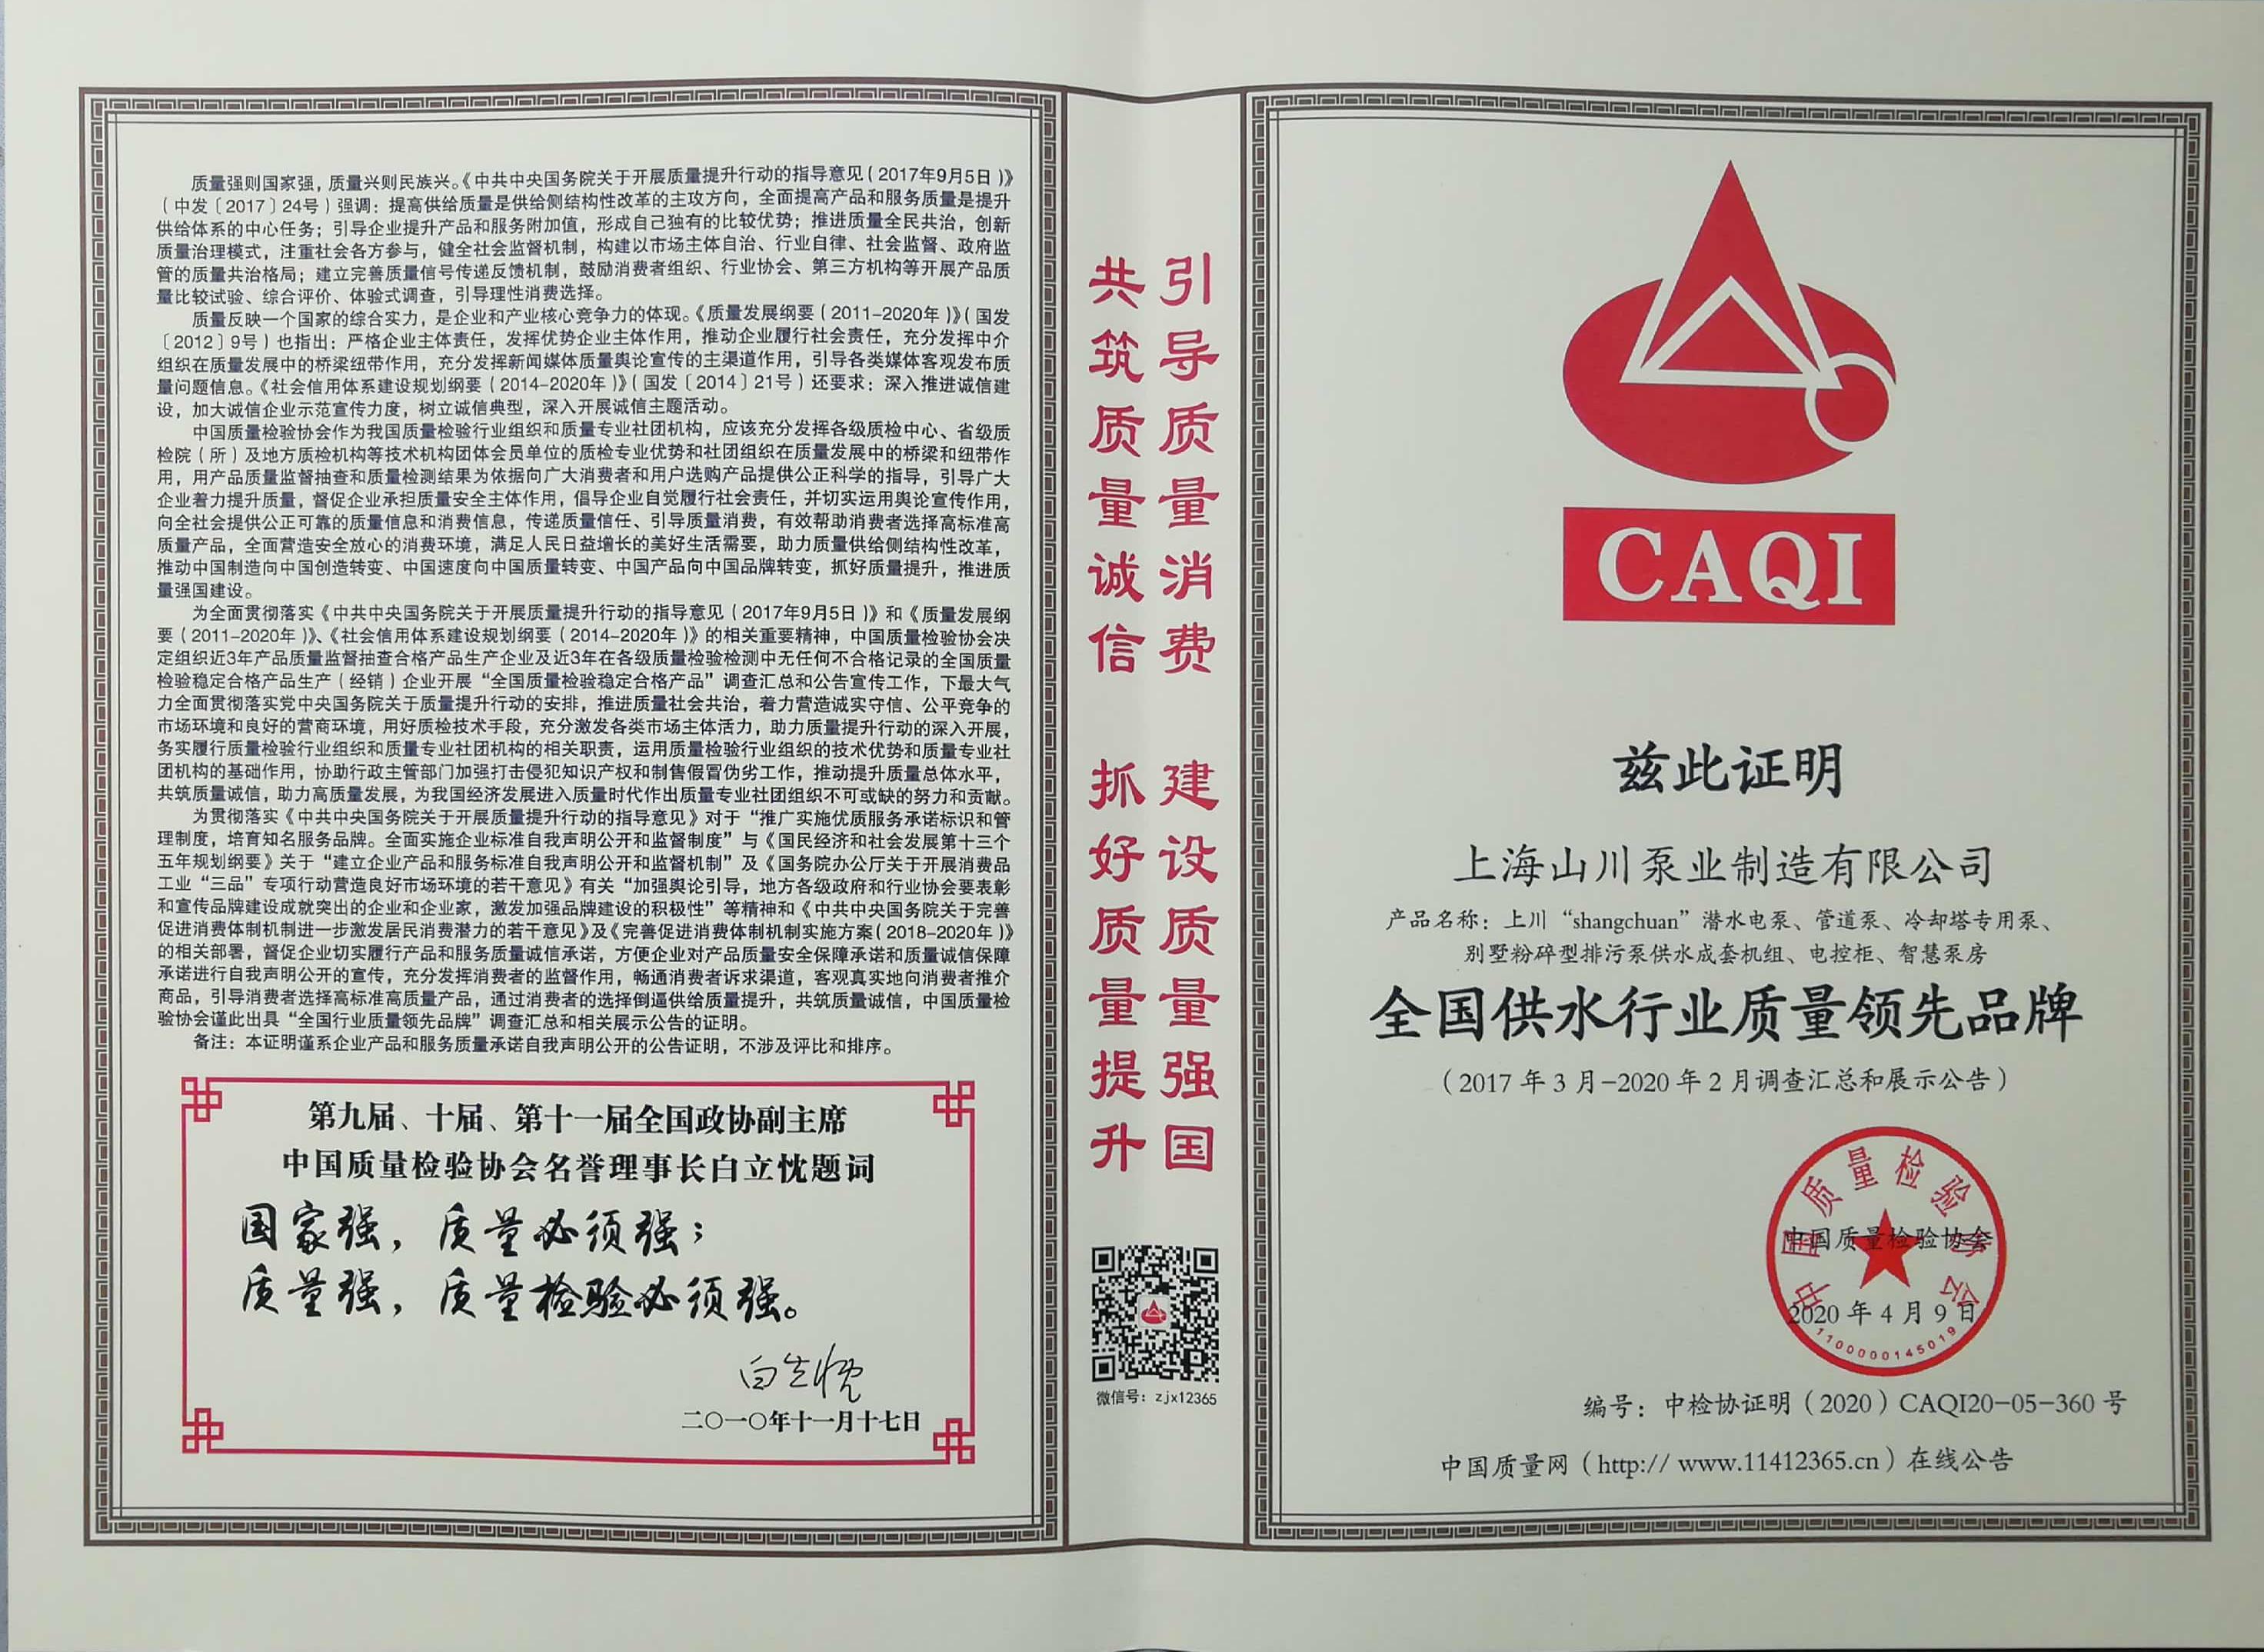 质量强则国家强，质量兴则民族兴。《中共中央国务院关于开展质量提升行动的指导意见（2017年9月5日）》
（中发〔2017〕24号）强调：提高供给质量是供给侧结构性改革的主攻方向，全面提高产品和服务质量是提升
供给体系的中心任务；引导企业提升产品和服务附加值，形成自己独有的比较优势；推进质量全民共治，创新
质量治理模式，注重社会各方参与，健全社会监督机制，构建以市场主体自治、行业自律、社会监督、政府监
管的质量共治格局；建立完善质量信号传递反馈机制，鼓励消费者组织、行业协会、第三方机构等开展产品质
量比较试验、综合评价、体验式调查，引导理性消费选择。
质量反映一个国家的综合实力，是企业和产业核心竞争力的体现。《质量发展纲要（2011-2020年）》（国发
〔2012〕9号）也指出：严格企业主体责任，发挥优势企业主体作用，推动企业履行社会责任，充分发挥中介
组织在质量发展中的桥梁纽带作用，充分发挥新闻媒体质量舆论宣传的主渠道作用，引导各类媒体客观发布质
量问题信息。《社会信用体系建设规划纲要（2014-2020年）》（国发〔2014〕21号）还要求：深入推进诚信建
设，加大诚信企业示范宣传力度，树立诚信典型，深入开展诚信主题活动。
中国质量检验协会作为我国质量检验行业组织和质量专业社团机构，应该充分发挥各级质检中心、省级质
检院（所）及地方质检机构等技术机构团体会员单位的质检专业优势和社团组织在质量发展中的桥梁和纽带作
用，用产品质量监督抽查和质量检测结果为依据向广大消费者和用户选购产品提供公正科学的指导，引导广大
企业着力提升质量，督促企业承担质量安全主体作用，倡导企业自觉履行社会责任，并切实运用舆论宣传作用，
向全社会提供公正可靠的质量信息和消费信息，传递质量信任、引导质量消费，有效帮助消费者选择高标准高
质量产品，全面营造安全放心的消费环境，满足人民日益增长的美好生活需要，助力质量供给侧结构性改革，
推动中国制造向中国创造转变、中国速度向中国质量转变、中国产品向中国品牌转变，抓好质量提升，推进质
量强国建设。
为全面贯彻落实《中共中央国务院关于开展质量提升行动的指导意见（2017年9月5日）》和《质量发展纲
要（2011-2020年）》、《社会信用体系建设规划纲要（2014-2020年）》的相关重要精神，中国质量检验协会决
定组织近3年产品质量监督抽查合格产品生产企业及近3年在各级质量检验检测中无任何不合格记录的全国质量
检验稳定合格产品生产（经销）企业开展“全国质量检验稳定合格产品”调查汇总和公告宣传工作，下最大气
力全面贯彻落实党中央国务院关于质量提升行动的安排，推进质量社会共治，着力营造诚实守信、公平竞争的
市场环境和良好的营商环境，用好质检技术手段，充分激发各类市场主体活力，助力质量提升行动的深入开展，
务实履行质量检验行业组织和质量专业社团机构的相关职责，运用质量检验行业组织的技术优势和质量专业社
团机构的基础作用，协助行政主管部门加强打击侵犯知识产权和制售假冒伪劣工作，推动提升质量总体水平，
共筑质量诚信，助力高质量发展，为我国经济发展进入质量时代作出质量专业社团组织不可或缺的努力和贡献。
为贯彻落实《中共中央国务院关于开展质量提升行动的指导意见》对于“推广实施优质服务承诺标识和管
理制度，培育知名服务品牌。全面实施企业标准自我声明公开和监督制度”与《国民经济和社会发展第十三个
五年规划纲要》关于“建立企业产品和服务标准自我声明公开和监督机制”及《国务院办公厅关于开展消费品
工业“三品”专项行动营造良好市场环境的若干意见》有关“加强舆论引导，地方各级政府和行业协会要表彰
和宣传品牌建设成就突出的企业和企业家，激发加强品牌建设的积极性”等精神和《中共中央国务院关于完善
促进消费体制机制进一步激发居民消费潜力的若干意见》及《完善促进消费体制机制实施方案（2018-2020年）》
的相关部署，督促企业切实履行产品和服务质量诚信承诺，方便企业对产品质量安全保障承诺和质量诚信保障
承诺进行自我声明公开的宣传，充分发挥消费者的监督作用，畅通消费者诉求渠道，客观真实地向消费者推介
商品，引导消费者选择高标准高质量产品，通过消费者的选择倒逼供给质量提升，共筑质量诚信，中国质量检
验协会谨此出具“全国行业质量领先品牌”调查汇总和相关展示公告的证明。
备注：本证明谨系企业产品和服务质量承诺自我声明公开的公告证明，不涉及评比和排序。
第九届、十届、第十一届全国政协副主席
中国质量检验协会名誉理事长白立忱题词
国家强，质量必须强；
质量强，质量检验必须强。
白立忱
二〇一〇年十一月十七日
引导质量消费 建设质量强国
共筑质量诚信 抓好质量提升
微信号：zjx12365
CAQI
兹此证明
上海山川泵业制造有限公司
产品名称：上川“shangchuan”潜水电泵、管道泵、冷却塔专用泵、
别墅粉碎型排污泵供水成套机组、电控柜、智慧泵房
全国供水行业质量领先品牌
（2017年3月-2020年2月调查汇总和展示公告）
中国质量检验协会
中国质量检验协会
2020年4月9日
1100000145019
编号：中检协证明（2020）CAQI20-05-360号
中国质量网（http:// www.11412365.cn）在线公告